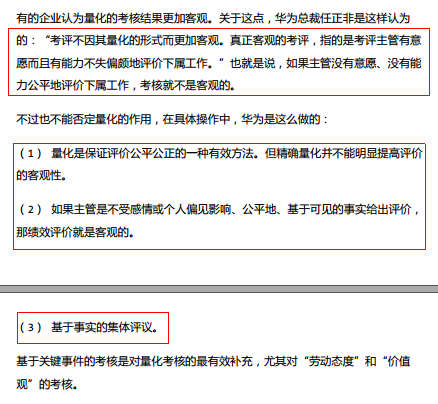 有的企业认为量化的考核结果更加客观。关于这点，华为总裁任正非是这样认为
的：“考评不因其量化的形式而更加客观。真正客观的考评，指的是考评主管有意
愿而且有能力不失偏颇地评价下属工作。”也就是说，如果主管没有意愿、没有能
力公平地评价下属工作，考核就不是客观的。
不过也不能否定量化的作用，在具体操作中，华为是这么做的：
（1） 量化是保证评价公平公正的一种有效方法。但精确量化并不能明显提高评价
的客观性。
（2） 如果主管是不受感情或个人偏见影响、公平地、基于可见的事实给出评价，
那绩效评价就是客观的。
（3） 基于事实的集体评议。
基于关键事件的考核是对量化考核的最有效补充，尤其对“劳动态度”和“价值
观”的考核。